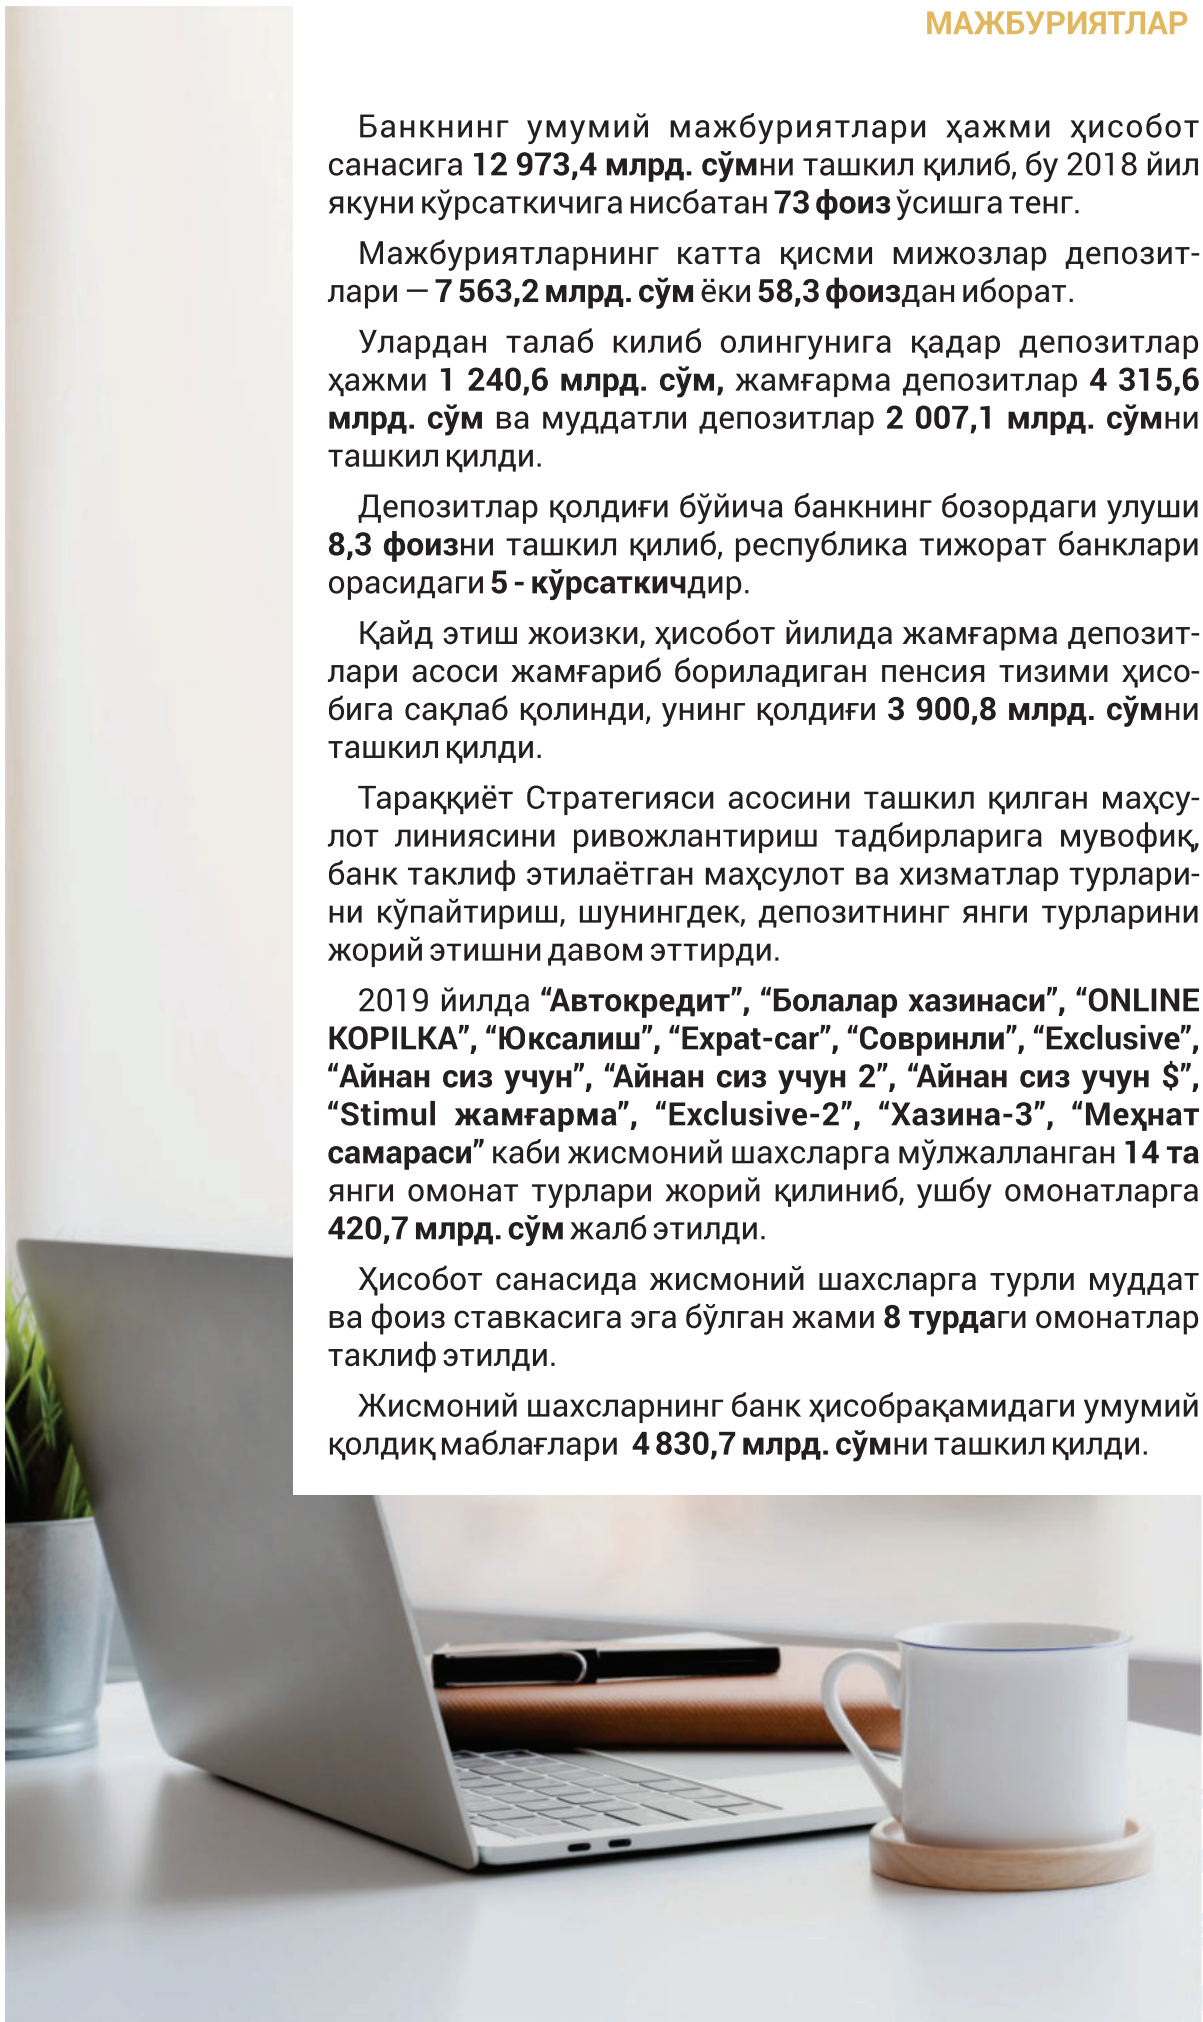 МАЖБУРИЯТЛАР
Банкнинг умумий мажбуриятлари ҳажми ҳисобот
санасига 12 973,4 млрд. сўмни ташкил қилиб, бу 2018 йил
якуни кўрсаткичига нисбатан 73 фоиз ўсишга тенг.
Мажбуриятларнинг катта қисми мижозлар депозит-
лари — 7 563,2 млрд. сўм ёки 58,3 фоиздан иборат.
Улардан талаб килиб олингунига қадар депозитлар
ҳажми 1 240,6 млрд. сўм, жамғарма депозитлар 4 315,6
млрд. сўм ва муддатли депозитлар 2 007,1 млрд. сўмни
ташкил қилди.
Депозитлар қолдиғи бўйича банкнинг бозордаги улуши
8,3 фоизни ташкил қилиб, республика тижорат банклари
орасидаги 5 - кўрсаткичдир.
Қайд этиш жоизки, ҳисобот йилида жамғарма депозит-
лари асоси жамғариб бориладиган пенсия тизими ҳисо-
бига сақлаб қолинди, унинг қолдиғи 3 900,8 млрд. сўмни
ташкил қилди.
Тараққиёт Стратегияси асосини ташкил қилган маҳсу-
лот линиясини ривожлантириш тадбирларига мувофиқ,
банк таклиф этилаётган маҳсулот ва хизматлар турлари-
ни кўпайтириш, шунингдек, депозитнинг янги турларини
жорий этишни давом эттирди.
2019 йилда “Автокредит”, “Болалар хазинаси”, “ONLINE
KOPILKA”, “Юксалиш”, “Expat-car”, “Совринли”, “Exclusive”,
“Айнан сиз учун”, “Айнан сиз учун 2”, “Айнан сиз учун $”,
“Stimul жамғарма”, “Exclusive-2”, “Хазина-3”, “Меҳнат
самараси” каби жисмоний шахсларга мўлжалланган 14 та
янги омонат турлари жорий қилиниб, ушбу омонатларга
420,7 млрд. сўм жалб этилди.
Ҳисобот санасида жисмоний шахсларга турли муддат
ва фоиз ставкасига эга бўлган жами 8 турдаги омонатлар
таклиф этилди.
Жисмоний шахсларнинг банк ҳисобрақамидаги умумий
қолдиқ маблағлари 4 830,7 млрд. сўмни ташкил қилди.